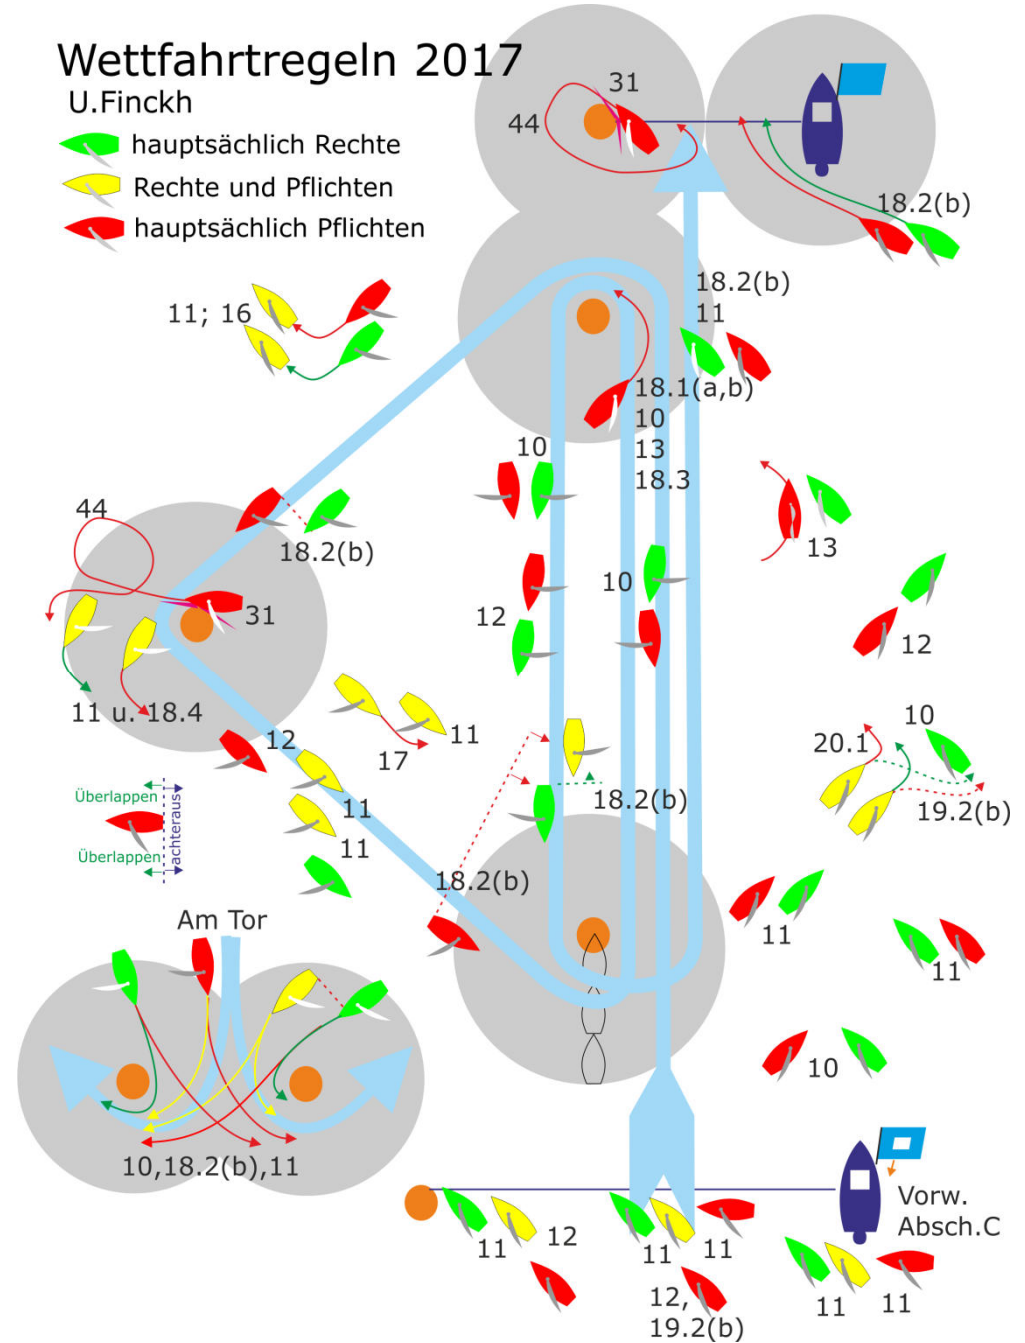 Wettfahrtregeln 2017
U.Finckh
hauptsächlich Rechte
Rechte und Pflichten
hauptsächlich Pflichten
31
44
18.2(b)
11; 16
18.2(b)
11
18.1(a,b)
10
13
18.3
10
44
18.2(b)
13
31
12
10
12
11 u. 18.4
12
17
11
11
11
10
20.1
19.2(b)
18.2(b)
Überlappen
achteraus
Überlappen
18.2(b)
11
11
Am Tor
10
10,18.2(b),11
Vorw.
Absch.C
11
12
11
11
12,
19.2(b)
11
11